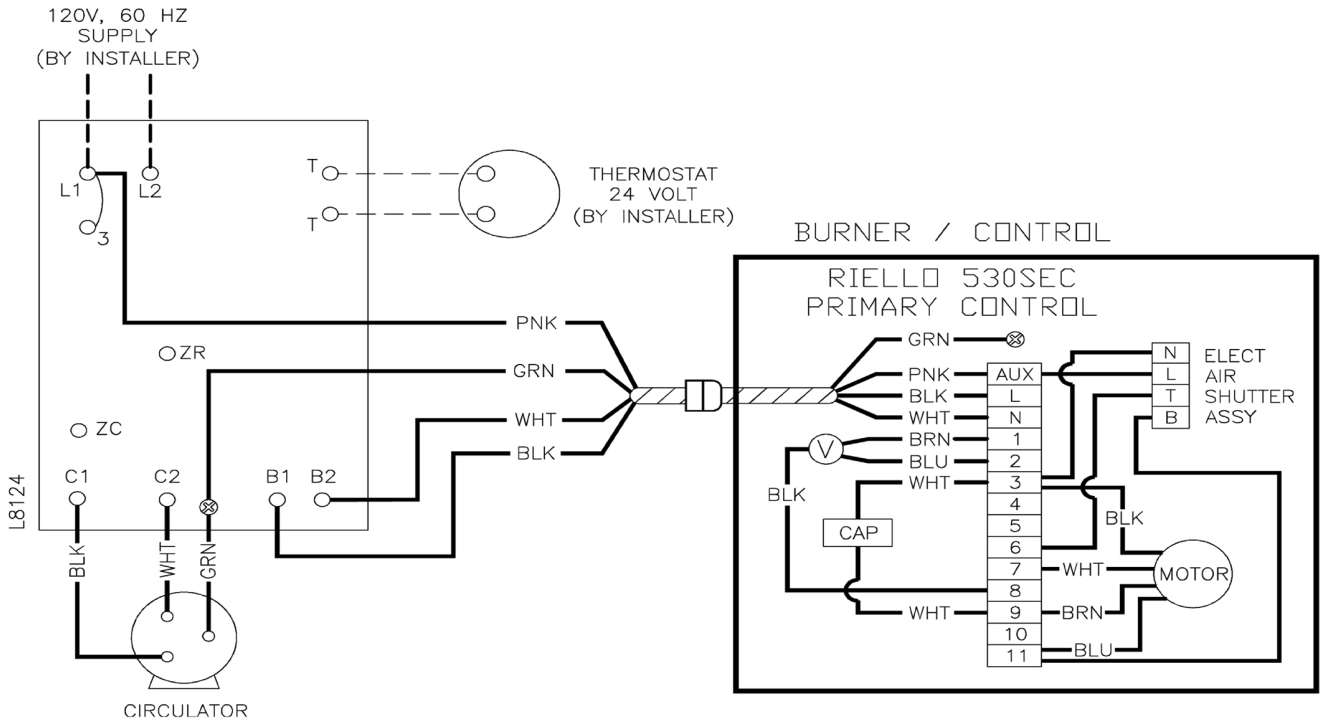 120V, 60 HZ
SUPPLY
(BY INSTALLER)
L1
L2
3
T
T
THERMOSTAT
24 VOLT
(BY INSTALLER)
BURNER / CONTROL
RIELLO 530SEC
PRIMARY CONTROL
PNK
GRN
WHT
BLK
ZR
ZC
C1
C2
B1
B2
L8124
BLK
WHT
GRN
CIRCULATOR
GRN
PNK
BLK
WHT
BRN
BLU
WHT
V
BLK
CAP
WHT
AUX
L
N
1
2
3
4
5
6
7
8
9
10
11
N
L
T
B
ELECT
AIR
SHUTTER
ASSY
BLK
WHT
BRN
BLU
MOTOR